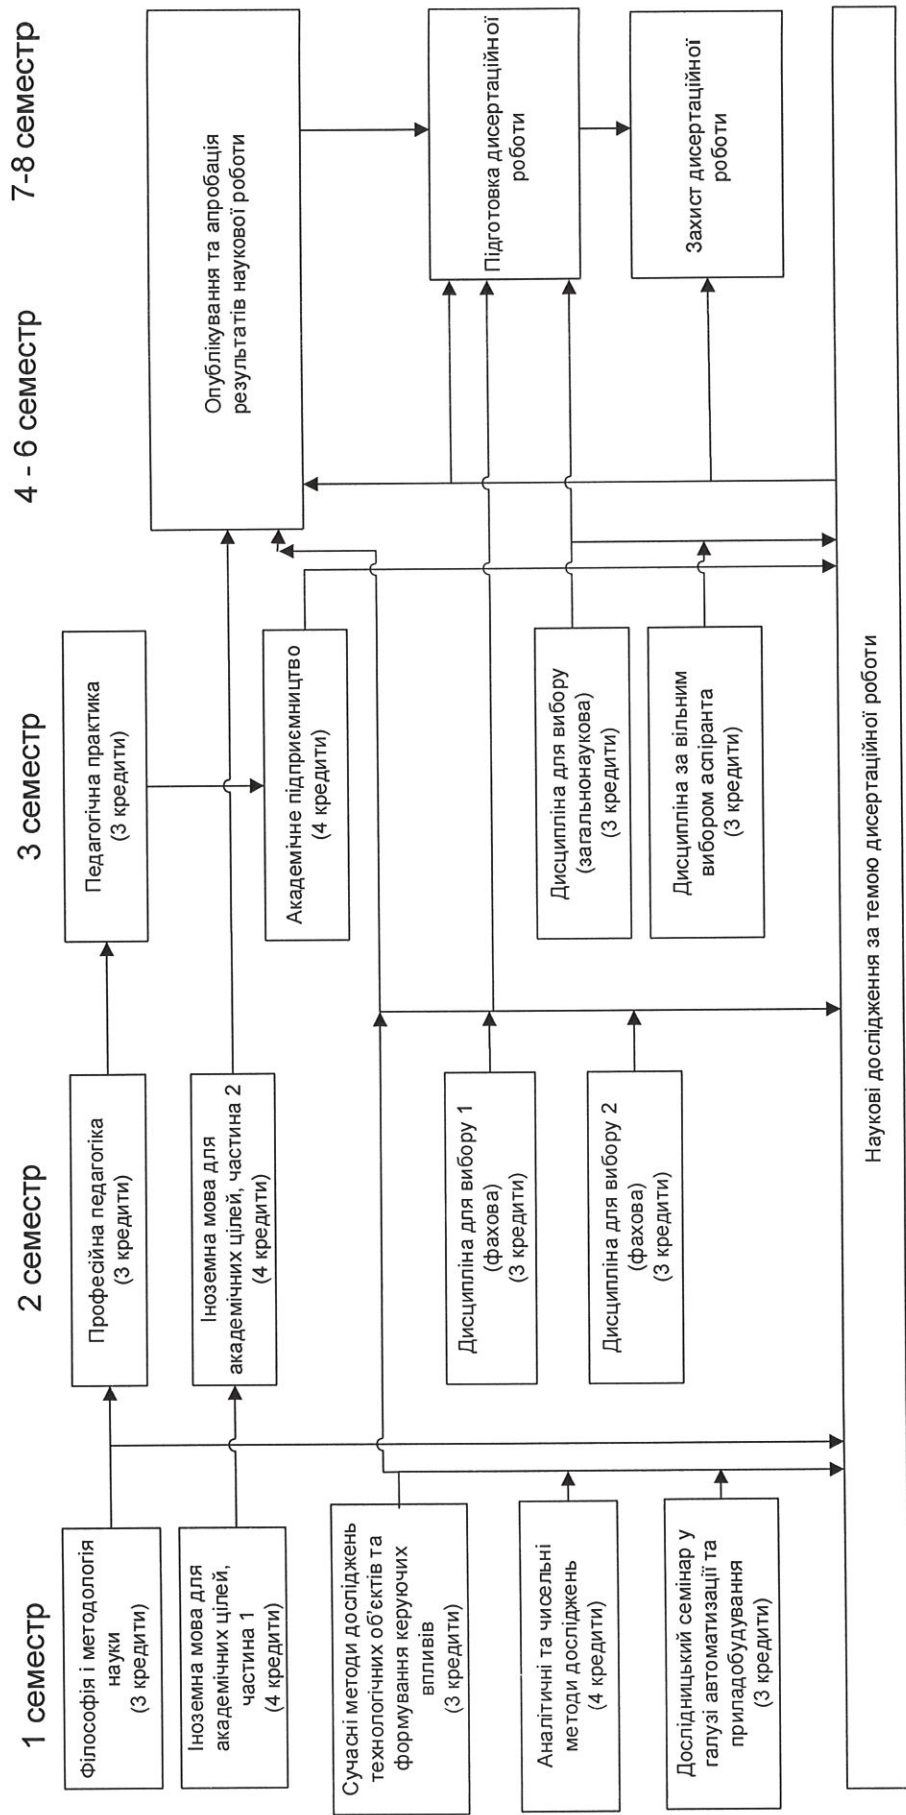 1 семестр
2 семестр
3 семестр
4 - 6 семестр
7-8 семестр
Філософія і методологія
науки
(3 кредити)
Іноземна мова для
академічних цілей,
частина 1
(4 кредити)
Сучасні методи досліджень
технологічних об'єктів та
формування керуючих
впливів
(3 кредити)
Аналітичні та чисельні
методи досліджень
(4 кредити)
Дослідницький семінар у
галузі автоматизації та
приладобудування
(3 кредити)
Професійна педагогіка
(3 кредити)
Іноземна мова для
академічних цілей, частина 2
(4 кредити)
Дисципліна для вибору 1
(фахова)
(3 кредити)
Дисципліна для вибору 2
(фахова)
(3 кредити)
Педагогічна практика
(3 кредити)
Академічне підприємництво
(4 кредити)
Дисципліна для вибору
(загальнонаукова)
(3 кредити)
Дисципліна за вільним
вибором аспіранта
(3 кредити)
Опублікування та апробація
результатів наукової роботи
Підготовка дисертаційної
роботи
Захист дисертаційної
роботи
Наукові дослідження за темою дисертаційної роботи